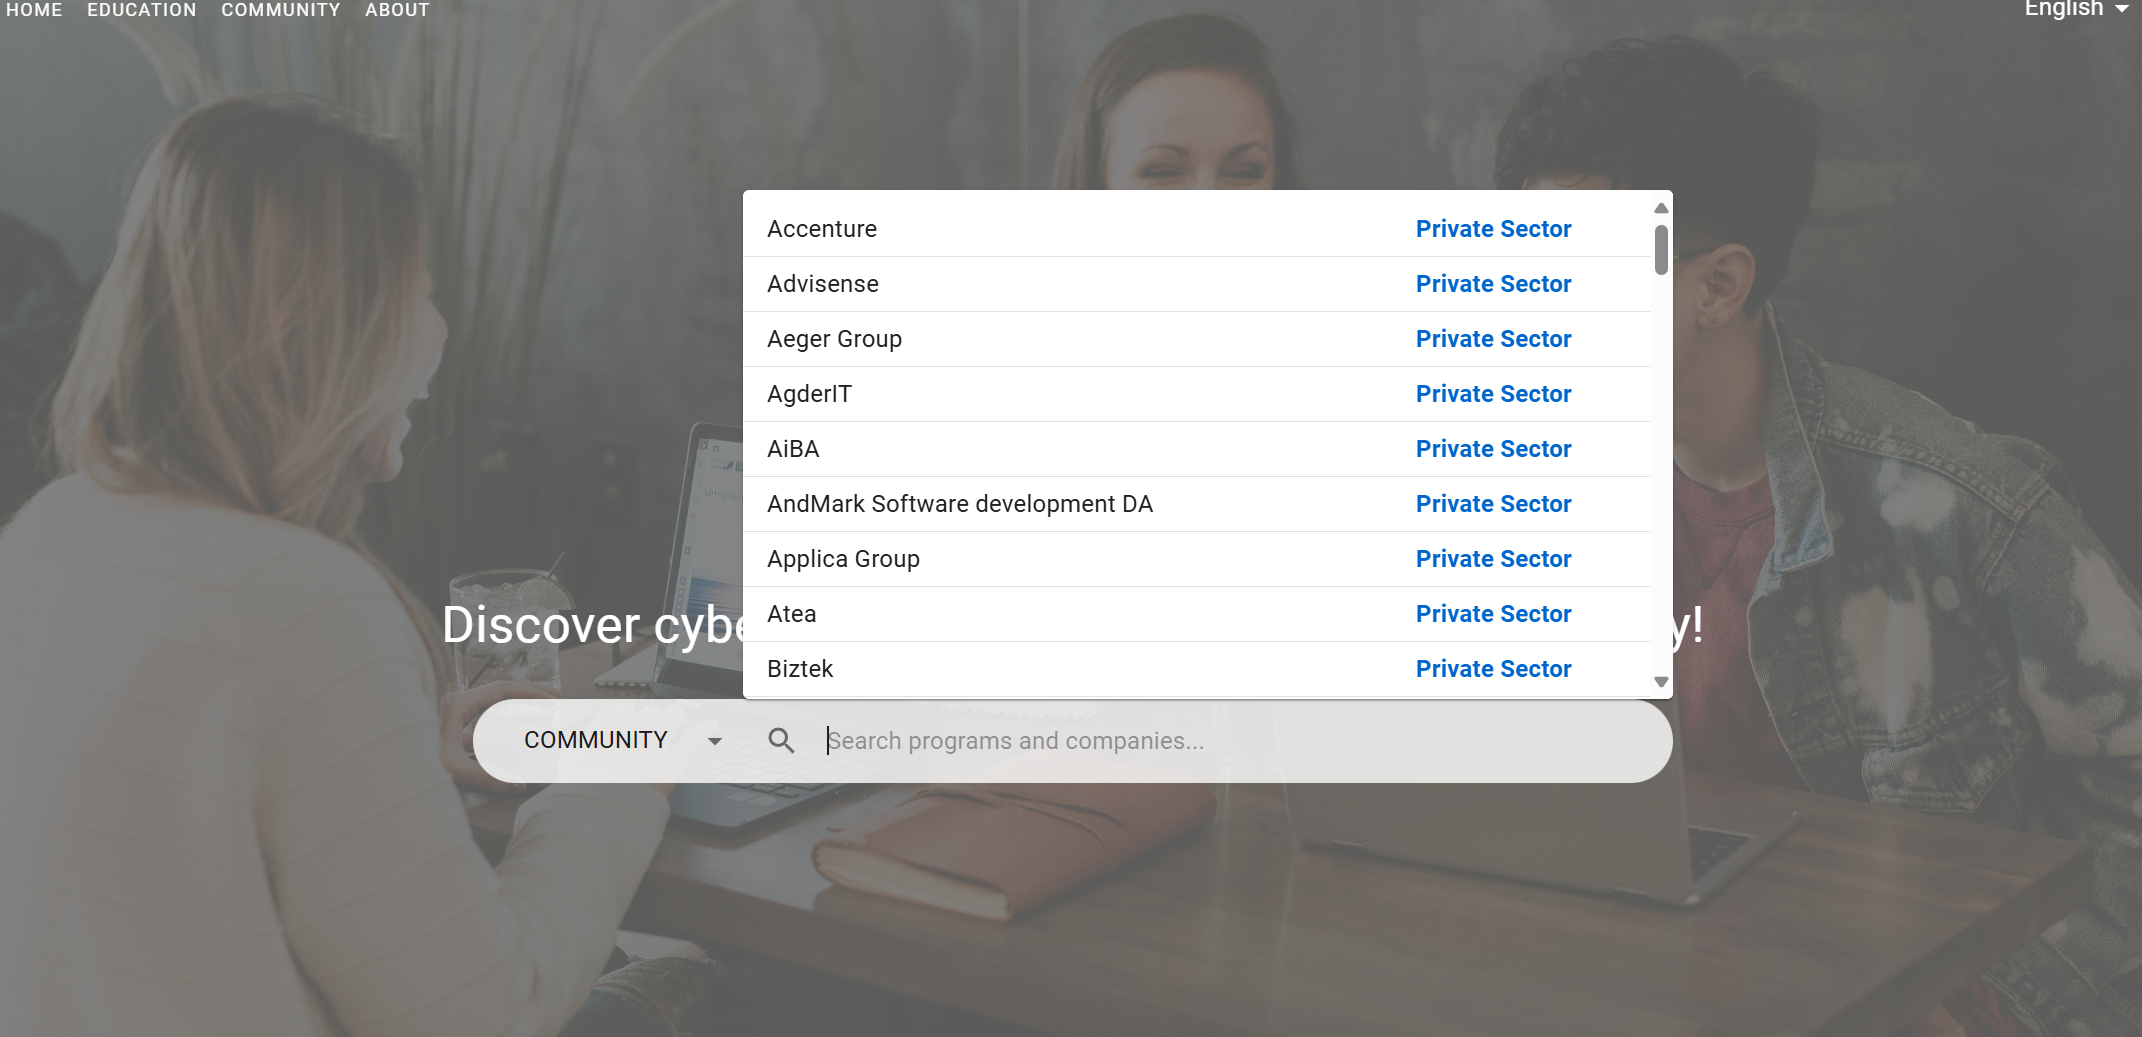 HOME EDUCATION COMMUNITY ABOUT
English
Accenture Private Sector
Advisense Private Sector
Aeger Group Private Sector
AgderIT Private Sector
AiBA Private Sector
AndMark Software development DA Private Sector
Applica Group Private Sector
Atea Private Sector
Biztek Private Sector
Discover cybe y!
COMMUNITY Search programs and companies...